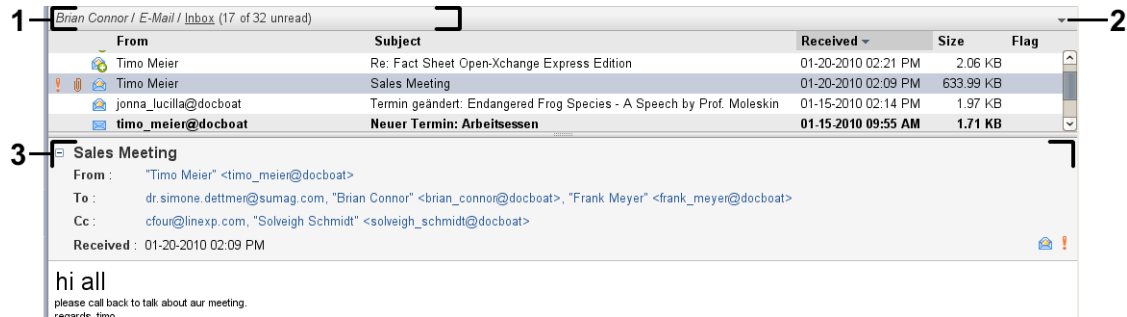 1 Brian Connor / E-Mail / Inbox (17 of 32 unread) 2
From Subject Received Size Flag
Timo Meier Re: Fact Sheet Open-Xchange Express Edition 01-20-2010 02:21 PM 2.06 KB
Timo Meier Sales Meeting 01-20-2010 02:09 PM 633.99 KB
jonna_lucilla@docboat Termin geändert: Endangered Frog Species - A Speech by Prof. Moleskin 01-15-2010 02:14 PM 1.97 KB
timo_meier@docboat Neuer Termin: Arbeitsessen 01-15-2010 09:55 AM 1.71 KB
3 Sales Meeting
From : "Timo Meier" <timo_meier@docboat>
To : dr.simone.dettmer@sumag.com, "Brian Connor" <brian_connor@docboat>, "Frank Meyer" <frank_meyer@docboat>
Cc : cfour@linexp.com, "Solveigh Schmidt" <solveigh_schmidt@docboat>
Received : 01-20-2010 02:09 PM
hi all
please call back to talk about aur meeting.
regards, timo